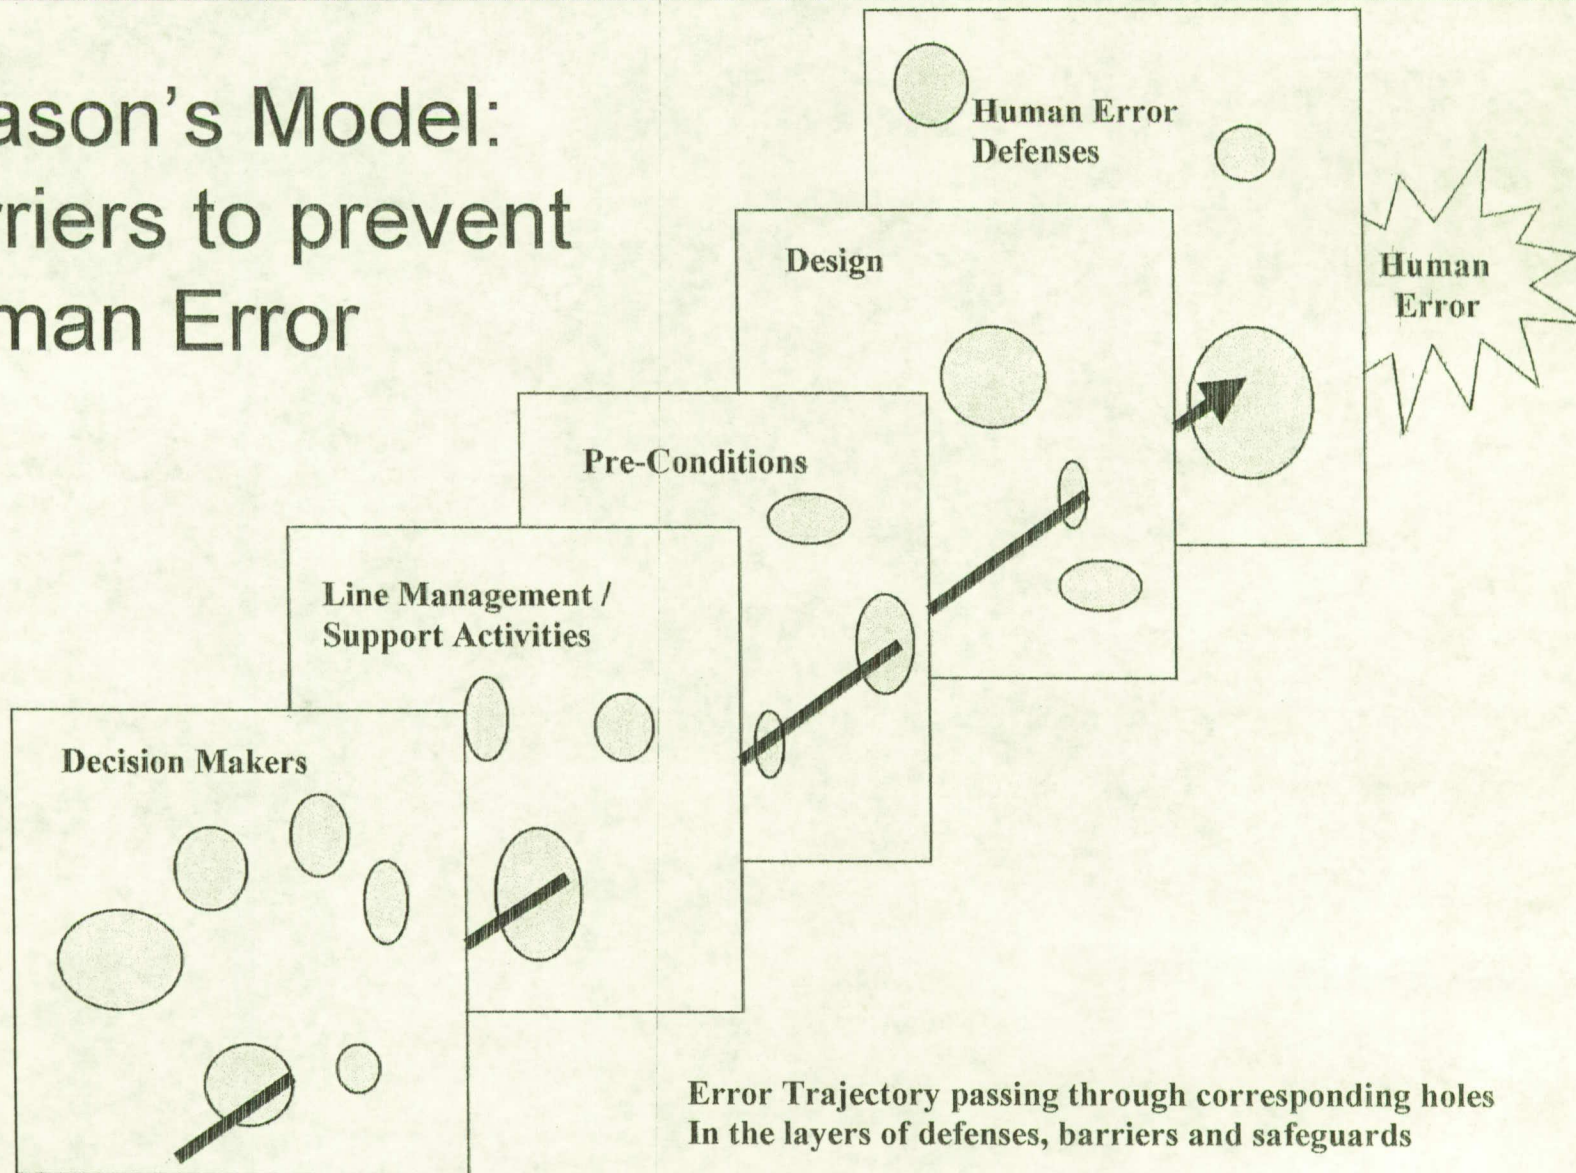 ason's Model:
rriers to prevent
man Error
Human Error
Defenses
Design
Human
Error
Pre-Conditions
Line Management /
Support Activities
Decision Makers
Error Trajectory passing through corresponding holes
In the layers of defenses, barriers and safeguards